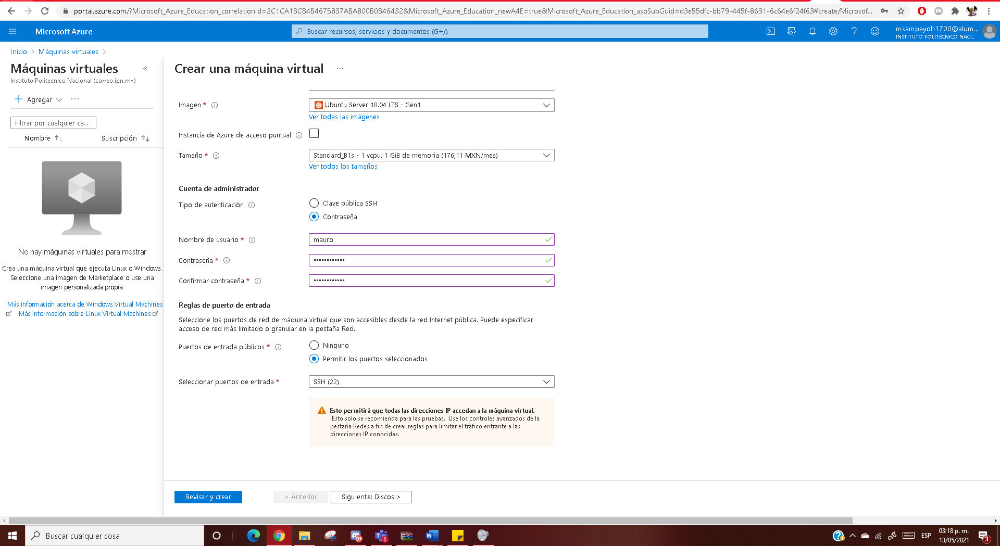 portal.azure.com/?Microsoft_Azure_Education_correlationId=2C1CA1BCB4B4675837ABA800B0B46432&Microsoft_Azure_Education_newA4E=true&Microsoft_Azure_Education_asoSubGuid=d3e55dfc-bb79-445f-8631-6c64e6f24f63#create/Microsof...
Microsoft Azure
Buscar recursos, servicios y documentos (G+/)
msampayoh1700@alum...
INSTITUTO POLITECNICO NACI...
Inicio > Máquinas virtuales >
Máquinas virtuales «
Instituto Politecnico Nacional (correo.ipn.mx)
+ Agregar ...
Filtrar por cualquier ca...
Nombre Suscripción
No hay máquinas virtuales para mostrar
Crea una máquina virtual que ejecuta Linux o Windows.
Seleccione una imagen de Marketplace o use una
imagen personalizada propia.
Más información acerca de Windows Virtual Machines
Más información sobre Linux Virtual Machines
Crear una máquina virtual ...
Imagen *
Ubuntu Server 18.04 LTS - Gen1
Ver todas las imágenes
Instancia de Azure de acceso puntual
Tamaño *
Standard_B1s - 1 vcpu, 1 GiB de memoria (176,11 MXN/mes)
Ver todos los tamaños
Cuenta de administrador
Tipo de autenticación
Clave pública SSH
Contraseña
Nombre de usuario *
mauro
Contraseña *
••••••••••••
Confirmar contraseña *
••••••••••••
Reglas de puerto de entrada
Seleccione los puertos de red de máquina virtual que son accesibles desde la red Internet pública. Puede especificar
acceso de red más limitado o granular en la pestaña Red.
Puertos de entrada públicos *
Ninguno
Permitir los puertos seleccionados
Seleccionar puertos de entrada *
SSH (22)
Esto permitirá que todas las direcciones IP accedan a la máquina virtual.
Esto solo se recomienda para las pruebas. Use los controles avanzados de la
pestaña Redes a fin de crear reglas para limitar el tráfico entrante a las
direcciones IP conocidas.
Revisar y crear
< Anterior
Siguiente: Discos >
Buscar cualquier cosa
9+
1
ESP
03:18 p. m.
13/05/2021
3